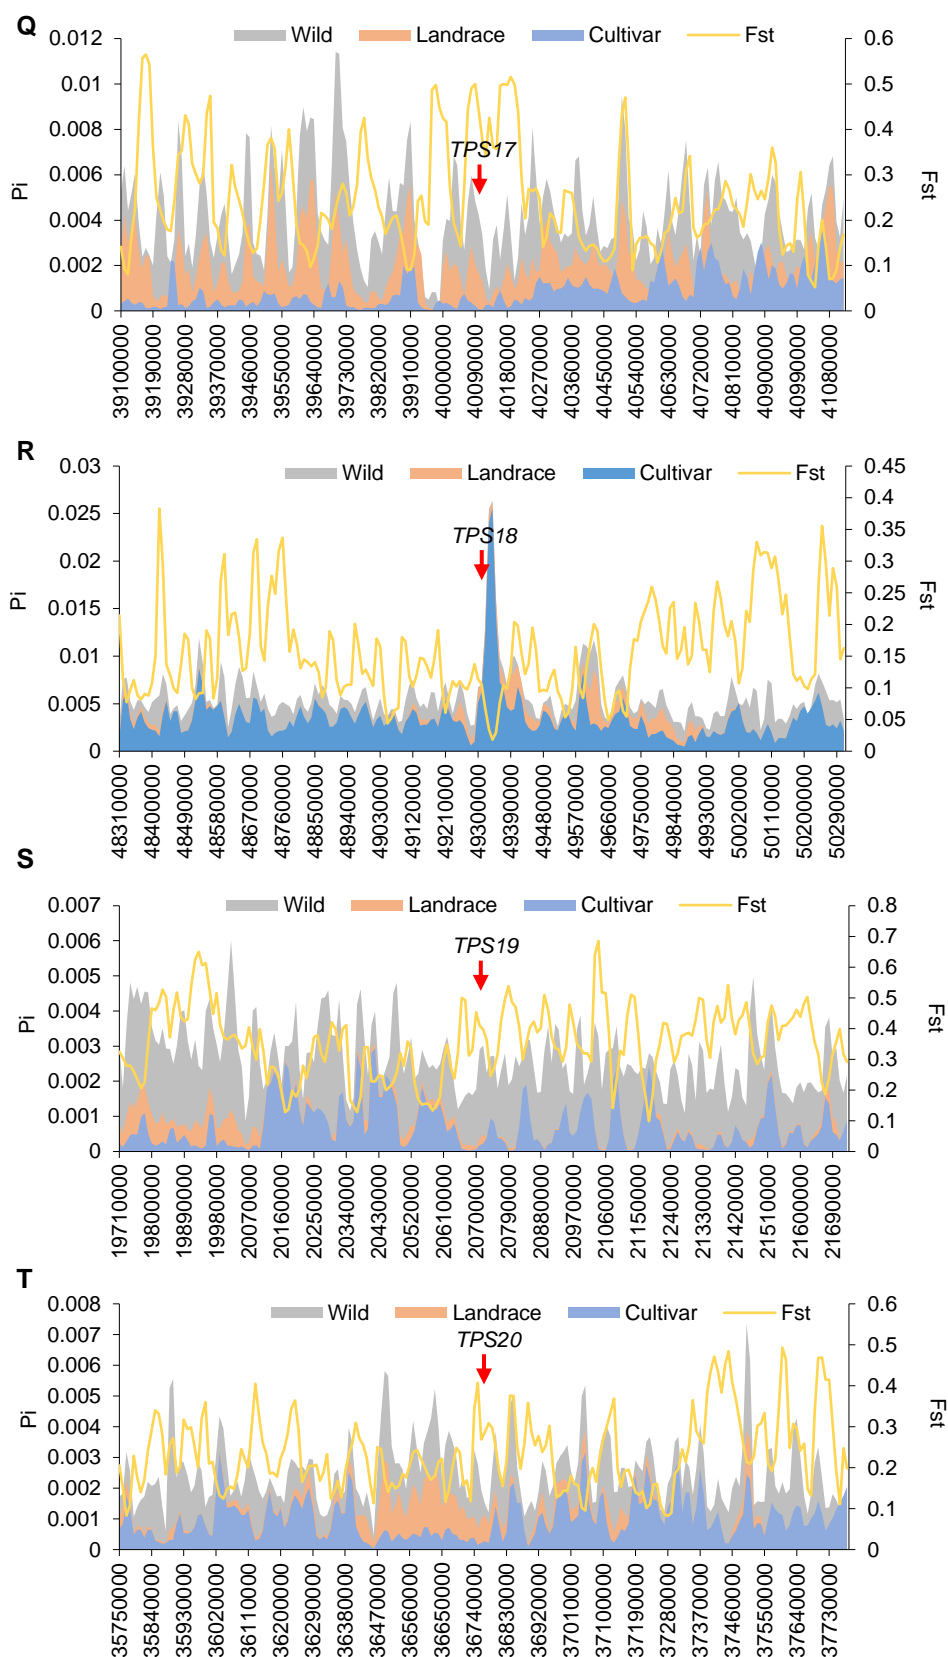 Q
Wild Landrace Cultivar Fst
0.012 0.01 0.008 0.006 0.004 0.002 0
Pi
TPS17
0.6 0.5 0.4 0.3 0.2 0.1 0
Fst
39100000 39190000 39280000 39370000 39460000 39550000 39640000 39730000 39820000 39910000 40000000 40090000 40180000 40270000 40360000 40450000 40540000 40630000 40720000 40810000 40900000 40990000 41080000
R
Wild Landrace Cultivar Fst
0.03 0.025 0.02 0.015 0.01 0.005 0
Pi
TPS18
0.45 0.4 0.35 0.3 0.25 0.2 0.15 0.1 0.05 0
Fst
48310000 48400000 48490000 48580000 48670000 48760000 48850000 48940000 49030000 49120000 49210000 49300000 49390000 49480000 49570000 49660000 49750000 49840000 49930000 50020000 50110000 50200000 50290000
S
Wild Landrace Cultivar Fst
0.007 0.006 0.005 0.004 0.003 0.002 0.001 0
Pi
TPS19
0.8 0.7 0.6 0.5 0.4 0.3 0.2 0.1 0
Fst
19710000 19800000 19890000 19980000 20070000 20160000 20250000 20340000 20430000 20520000 20610000 20700000 20790000 20880000 20970000 21060000 21150000 21240000 21330000 21420000 21510000 21600000 21690000
T
Wild Landrace Cultivar Fst
0.008 0.007 0.006 0.005 0.004 0.003 0.002 0.001 0
Pi
TPS20
0.6 0.5 0.4 0.3 0.2 0.1 0
Fst
35750000 35840000 35930000 36020000 36110000 36200000 36290000 36380000 36470000 36560000 36650000 36740000 36830000 36920000 37010000 37100000 37190000 37280000 37370000 37460000 37550000 37640000 37730000